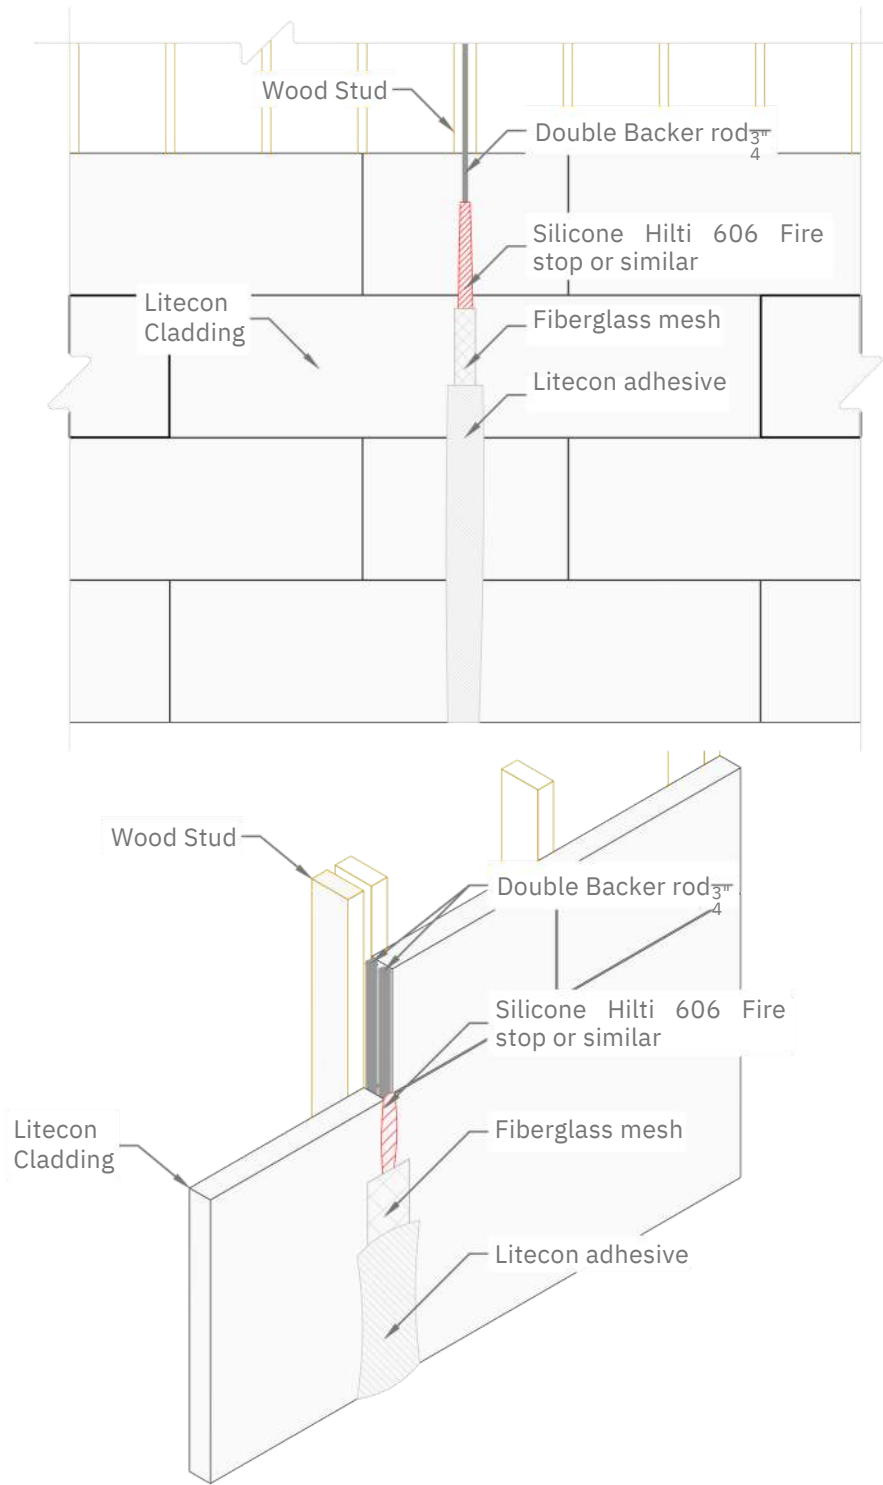 Wood Stud
Double Backer rod 3"
4
Silicone Hilti 606 Fire
stop or similar
Litecon
Cladding
Fiberglass mesh
Litecon adhesive
Wood Stud
Double Backer rod 3"
4
Silicone Hilti 606 Fire
stop or similar
Litecon
Cladding
Fiberglass mesh
Litecon adhesive